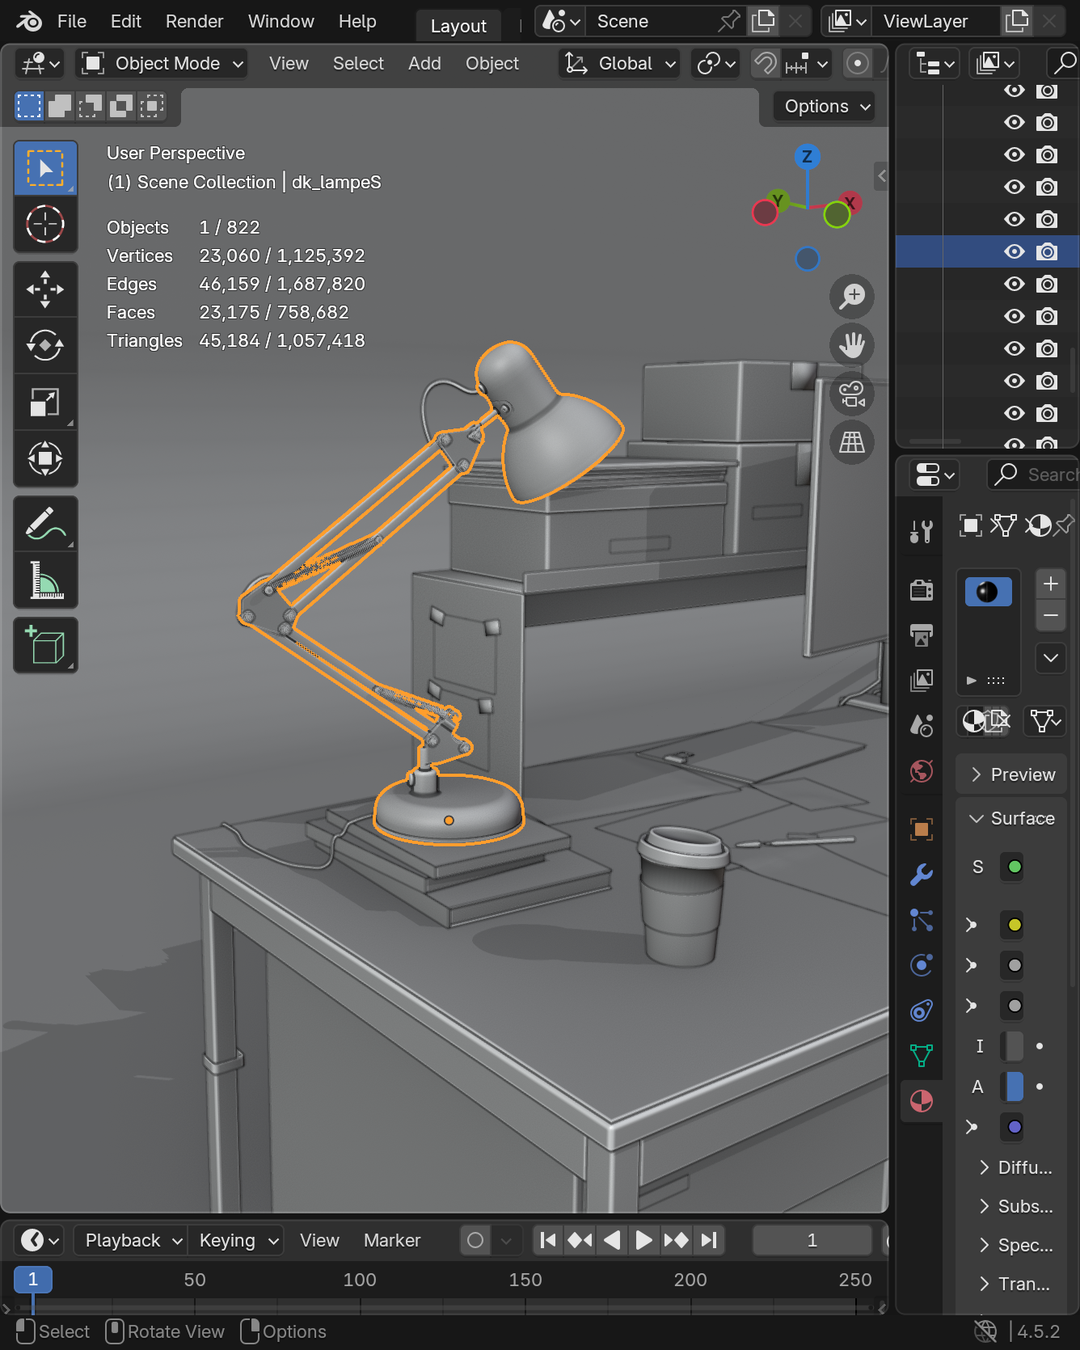 File Edit Render Window Help Layout Scene ViewLayer
Object Mode View Select Add Object Global
Options
User Perspective
(1) Scene Collection | dk_lampeS
Objects 1 / 822
Vertices 23,060 / 1,125,392
Edges 46,159 / 1,687,820
Faces 23,175 / 758,682
Triangles 45,184 / 1,057,418
Z
Y
X
Search
Preview
Surface
S
I
A
Diffu...
Subs...
Spec...
Tran...
Playback Keying View Marker 1
1 50 100 150 200 250
Select Rotate View Options 4.5.2